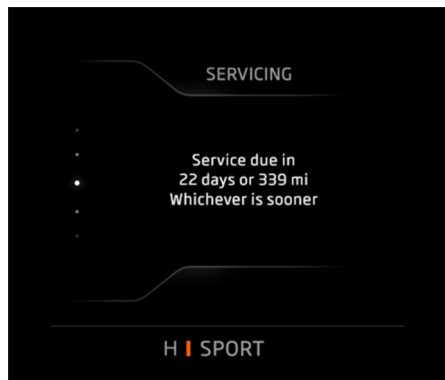 SERVICING
Service due in
22 days or 339 mi
Whichever is sooner
H I SPORT